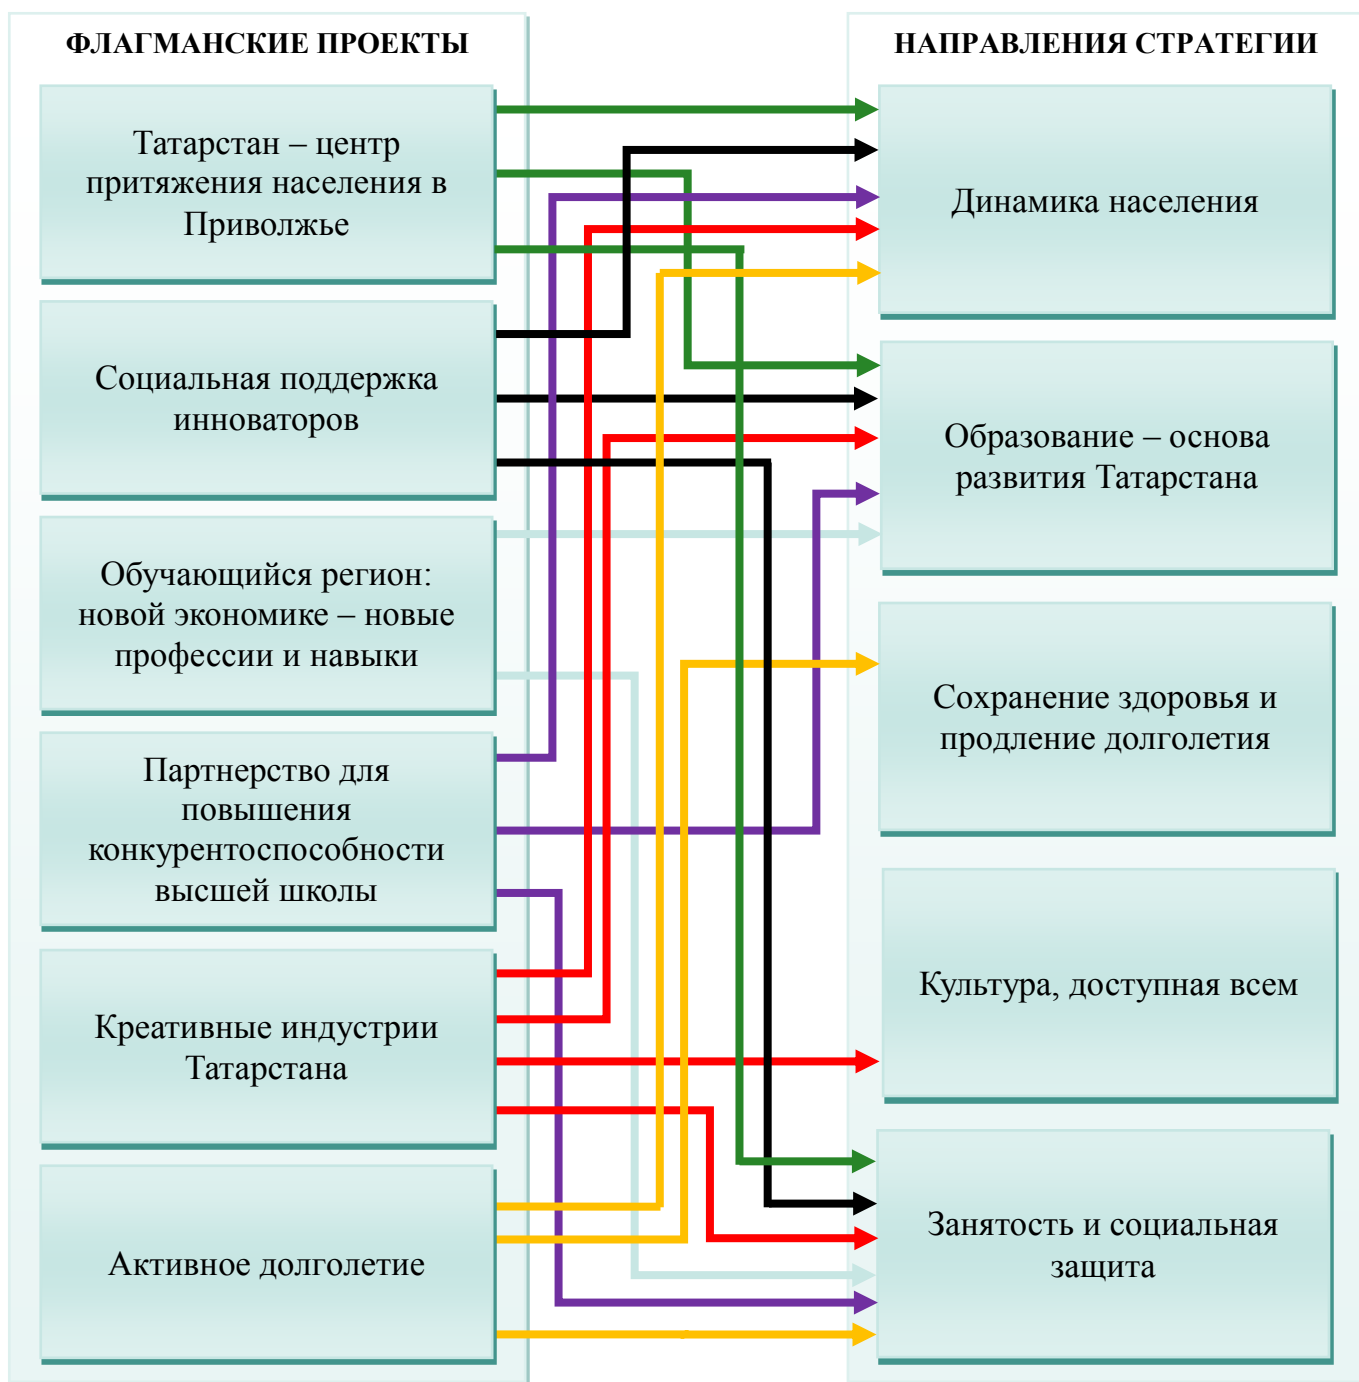 ФЛАГМАНСКИЕ ПРОЕКТЫ
Татарстан – центр
притяжения населения в
Приволжье
Социальная поддержка
инноваторов
Обучающийся регион:
новой экономике – новые
профессии и навыки
Партнерство для
повышения
конкурентоспособности
высшей школы
Креативные индустрии
Татарстана
Активное долголетие
НАПРАВЛЕНИЯ СТРАТЕГИИ
Динамика населения
Образование – основа
развития Татарстана
Сохранение здоровья и
продление долголетия
Культура, доступная всем
Занятость и социальная
защита